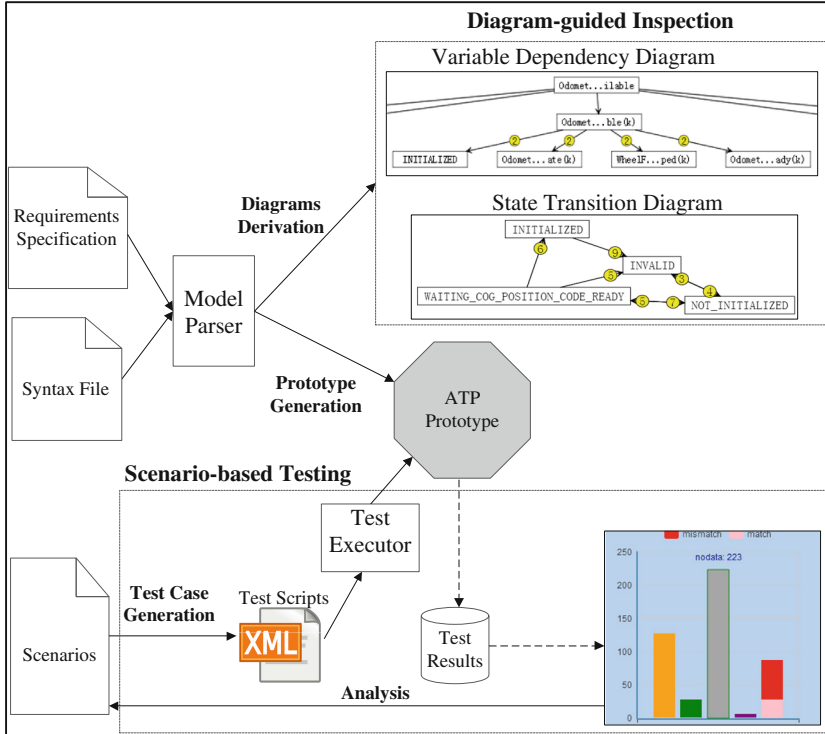 Diagram-guided Inspection
Variable Dependency Diagram
Odomet...ilable
Odomet...ble(k)
2 2 2 2
INITIALIZED Odomet...ate(k) WheelF...ped(k) Odomet...ady(k)
State Transition Diagram
INITIALIZED
6 9
INVALID
5 3
4
WAITING_COG_POSITION_CODE_READY
8 7
NOT_INITIALIZED
Requirements
Specification
Syntax File
Model
Parser
Diagrams
Derivation
Prototype
Generation
ATP
Prototype
Scenario-based Testing
Scenarios
Test Case
Generation
Test Scripts
XML
Test
Executor
Test
Results
Analysis
mismatch match
nodata: 223
250
200
150
100
50
0